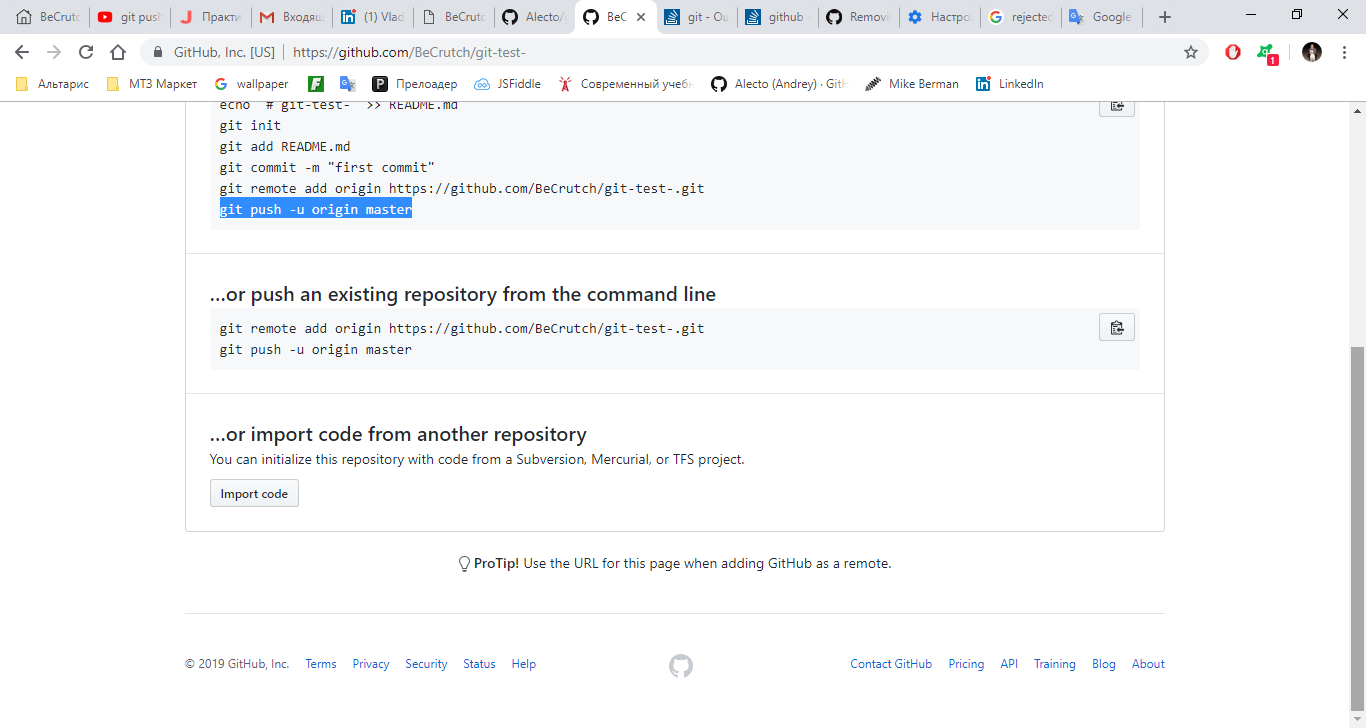 BeCrutc
git push
Практи
Входящ
(1) Vlad
BeCrutc
Alecto/
BeC
git - Ou
github -
Removi
Настро
rejected
Google
GitHub, Inc. [US] | https://github.com/BeCrutch/git-test-
1
Альтарис
МТЗ Маркет
wallpaper
Прелоадер
JSFiddle
Современный учебн
Alecto (Andrey) · GitH
Mike Berman
LinkedIn
echo "# git-test-" >> README.md
git init
git add README.md
git commit -m "first commit"
git remote add origin https://github.com/BeCrutch/git-test-.git
git push -u origin master
…or push an existing repository from the command line
git remote add origin https://github.com/BeCrutch/git-test-.git
git push -u origin master
…or import code from another repository
You can initialize this repository with code from a Subversion, Mercurial, or TFS project.
Import code
ProTip! Use the URL for this page when adding GitHub as a remote.
© 2019 GitHub, Inc. Terms Privacy Security Status Help
Contact GitHub Pricing API Training Blog About